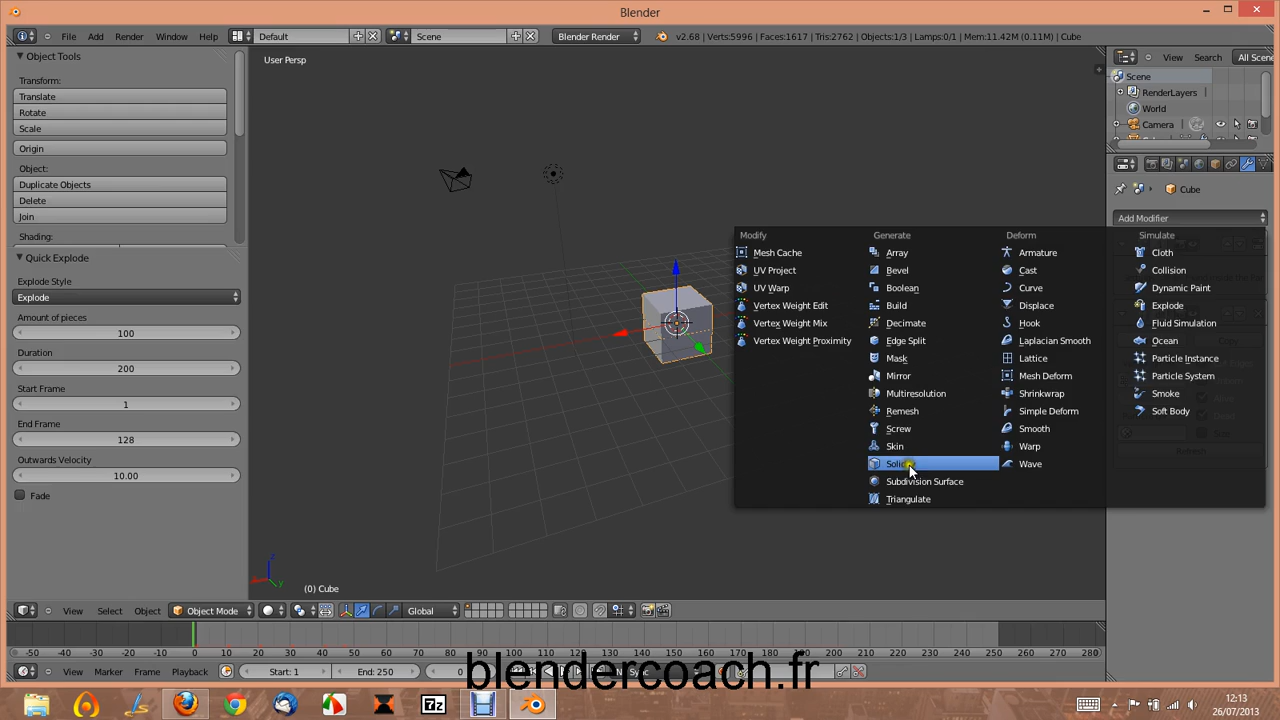 Blender
File Add Render Window Help Default Scene Blender Render v2.68 | Verts:5996 | Faces:1617 | Tris:2762 | Objects:1/3 | Lamps:0/1 | Mem:11.42M (0.11M) | Cube
Object Tools
Transform:
Translate
Rotate
Scale
Origin
Object:
Duplicate Objects
Delete
Join
Shading:
Quick Explode
Explode Style
Explode
Amount of pieces
100
Duration
200
Start Frame
1
End Frame
128
Outwards Velocity
10.00
Fade
User Persp
(0) Cube
Modify
Mesh Cache
UV Project
UV Warp
Vertex Weight Edit
Vertex Weight Mix
Vertex Weight Proximity
Generate
Array
Bevel
Boolean
Build
Decimate
Edge Split
Mask
Mirror
Multiresolution
Remesh
Screw
Skin
Subdivision Surface
Triangulate
Deform
Armature
Cast
Curve
Displace
Hook
Laplacian Smooth
Lattice
Mesh Deform
Shrinkwrap
Simple Deform
Smooth
Warp
Wave
Simulate
Cloth
Collision
Dynamic Paint
Explode
Fluid Simulation
Ocean
Particle Instance
Particle System
Smoke
Soft Body
View Search All Scene
Scene
RenderLayers
World
Camera
Cube
Add Modifier
View Select Object Object Mode Global
-50 -40 -30 -20 -10 0 10 20 30 40 50 60 70 80 90 100 110 120 130 140 150 160 170 180 190 200 210 220 230 240 250 260 270 280
View Marker Frame Playback Start: 1 End: 250 0
blendercoach.fr
7z
12:13
26/07/2013